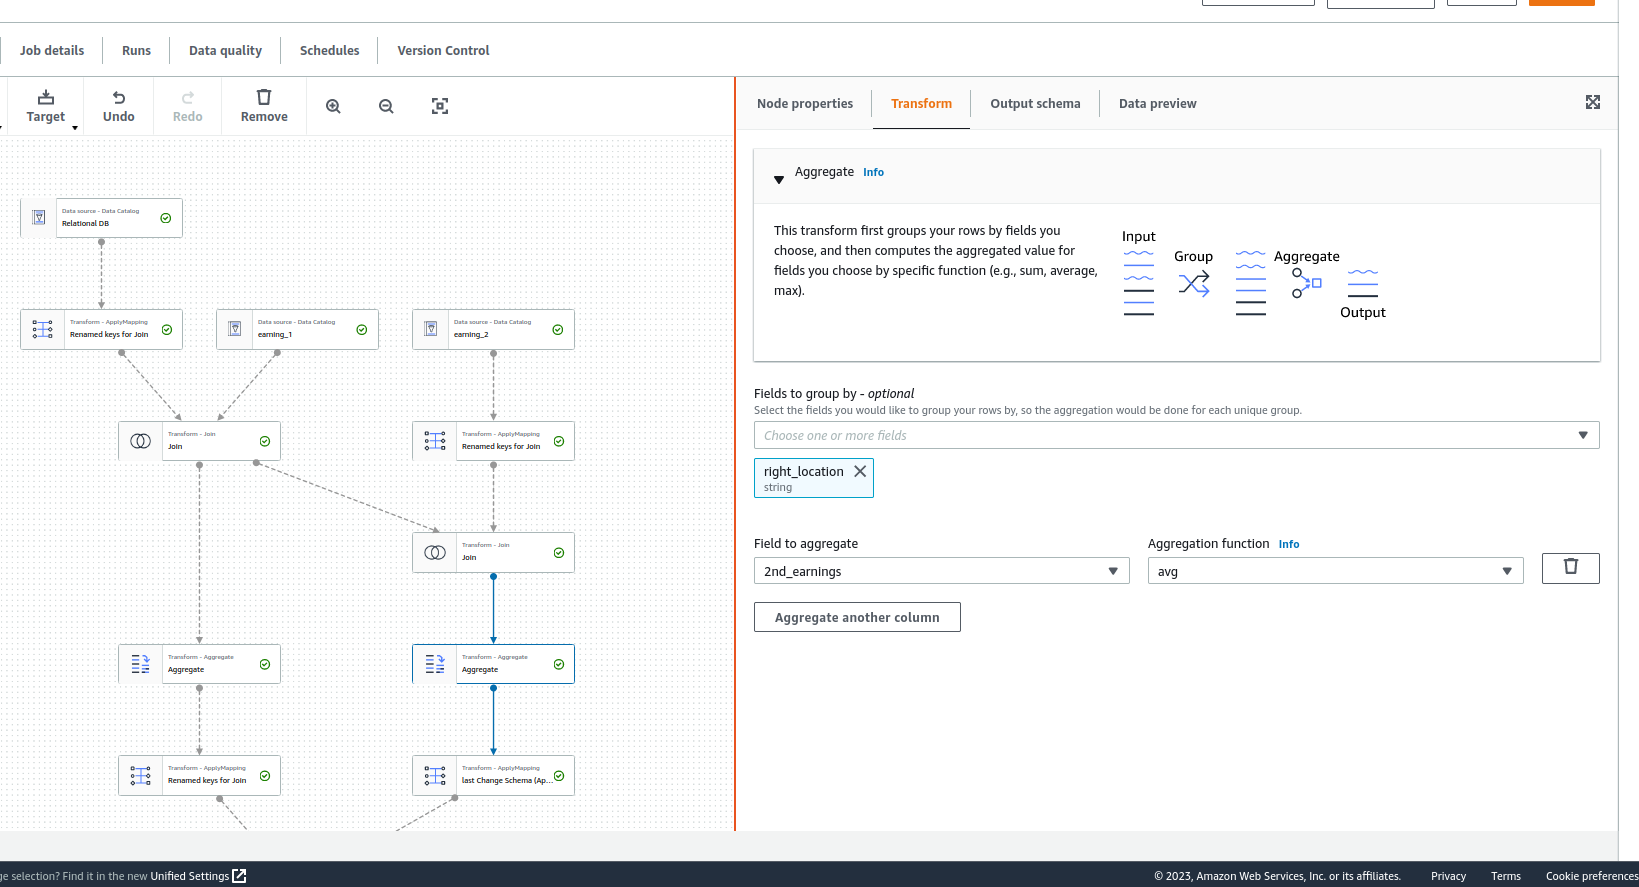 Job details
Runs
Data quality
Schedules
Version Control
Target
Undo
Redo
Remove
Data source - Data Catalog
Relational DB
Transform - ApplyMapping
Renamed keys for Join
Data source - Data Catalog
earning_1
Data source - Data Catalog
earning_2
Transform - Join
Join
Transform - ApplyMapping
Renamed keys for Join
Transform - Join
Join
Transform - Aggregate
Aggregate
Transform - Aggregate
Aggregate
Transform - ApplyMapping
Renamed keys for Join
Transform - ApplyMapping
last Change Schema (Ap...
Node properties
Transform
Output schema
Data preview
Aggregate Info
This transform first groups your rows by fields you
choose, and then computes the aggregated value for
fields you choose by specific function (e.g., sum, average,
max).
Input
Group
Aggregate
Output
Fields to group by - optional
Select the fields you would like to group your rows by, so the aggregation would be done for each unique group.
Choose one or more fields
right_location
string
Field to aggregate
2nd_earnings
Aggregation function Info
avg
Aggregate another column
ge selection? Find it in the new Unified Settings
© 2023, Amazon Web Services, Inc. or its affiliates.
Privacy
Terms
Cookie preferences